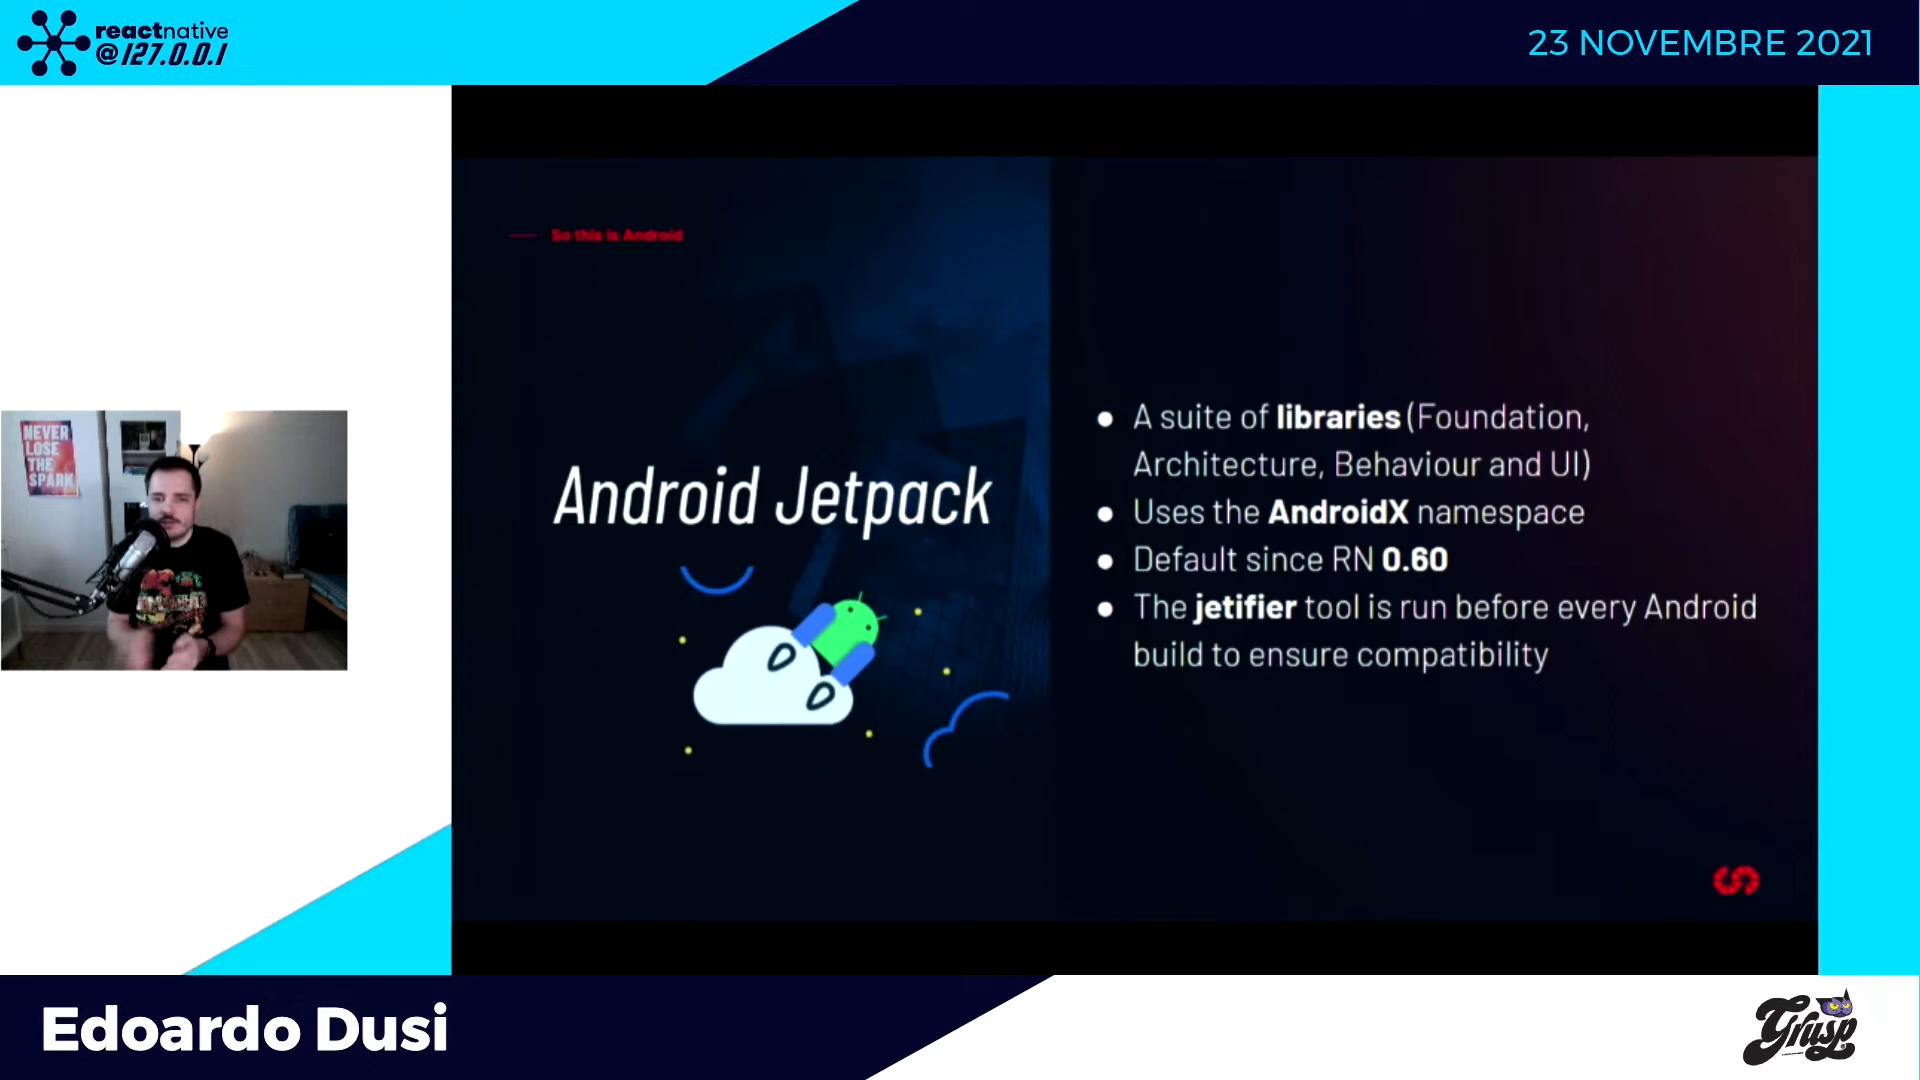 reactnative
@127.0.0.1
23 NOVEMBRE 2021
So this is Android
Android Jetpack
● A suite of libraries (Foundation,
Architecture, Behaviour and UI)
● Uses the AndroidX namespace
● Default since RN 0.60
● The jetifier tool is run before every Android
build to ensure compatibility
NEVER
LOSE
THE
SPARK
Edoardo Dusi
Grusp